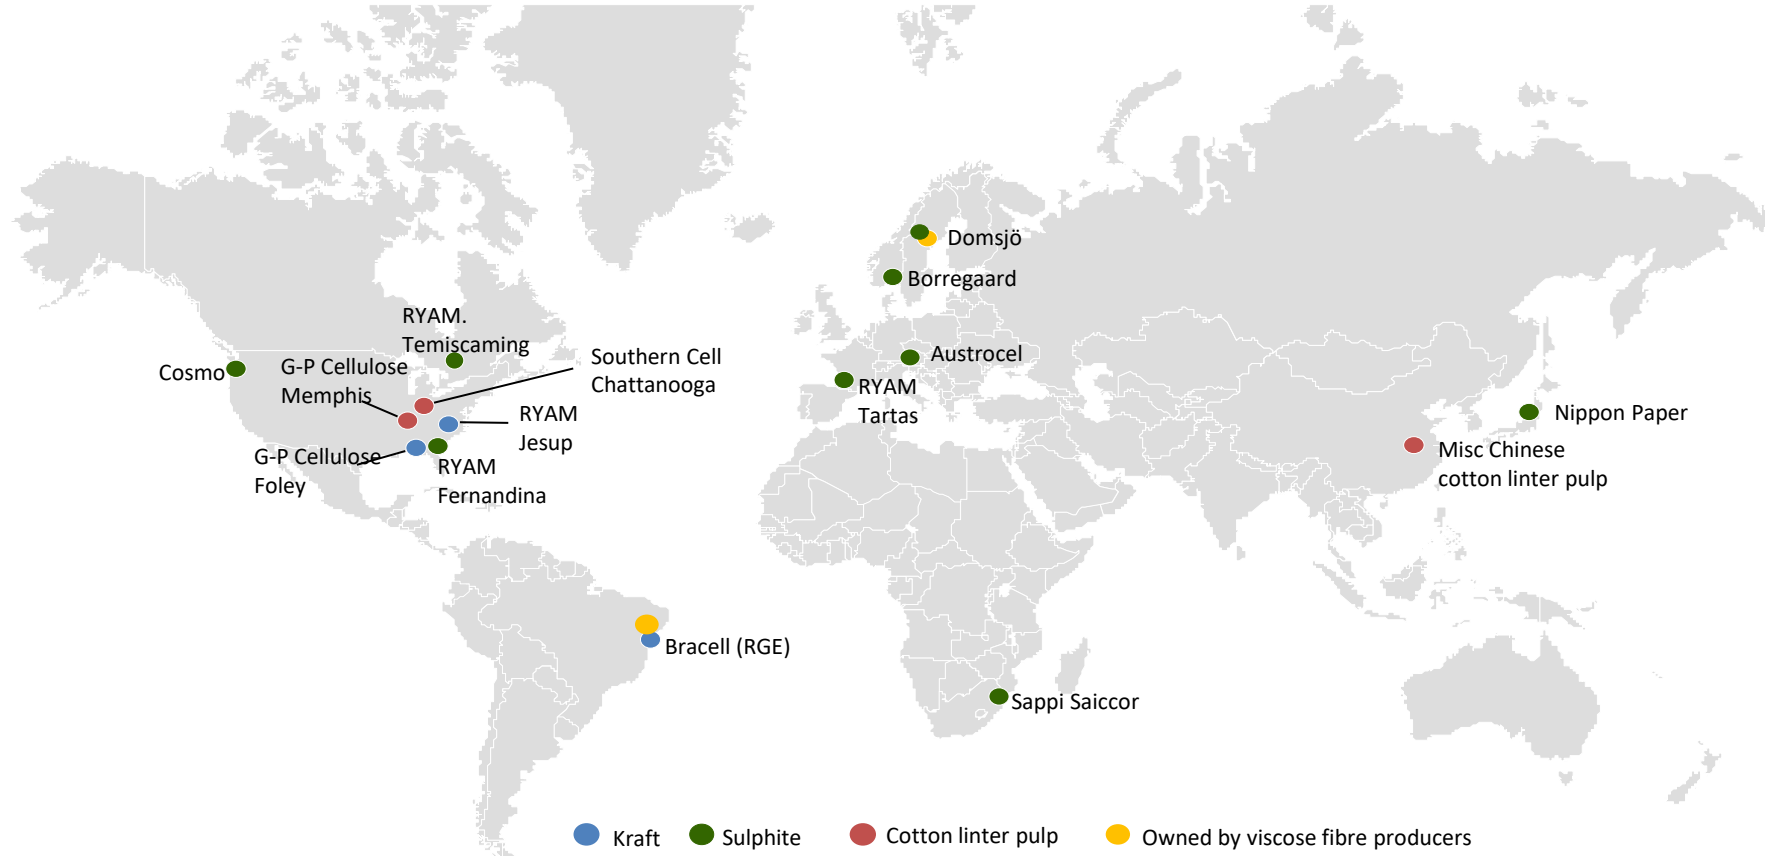 Domsjö
Borregaard
RYAM.
Temiscaming
Southern Cell
Chattanooga
Cosmo
G-P Cellulose
Memphis
Austrocel
RYAM
Tartas
RYAM
Jesup
Nippon Paper
G-P Cellulose
Foley
RYAM
Fernandina
Misc Chinese
cotton linter pulp
Bracell (RGE)
Sappi Saiccor
Kraft
Sulphite
Cotton linter pulp
Owned by viscose fibre producers